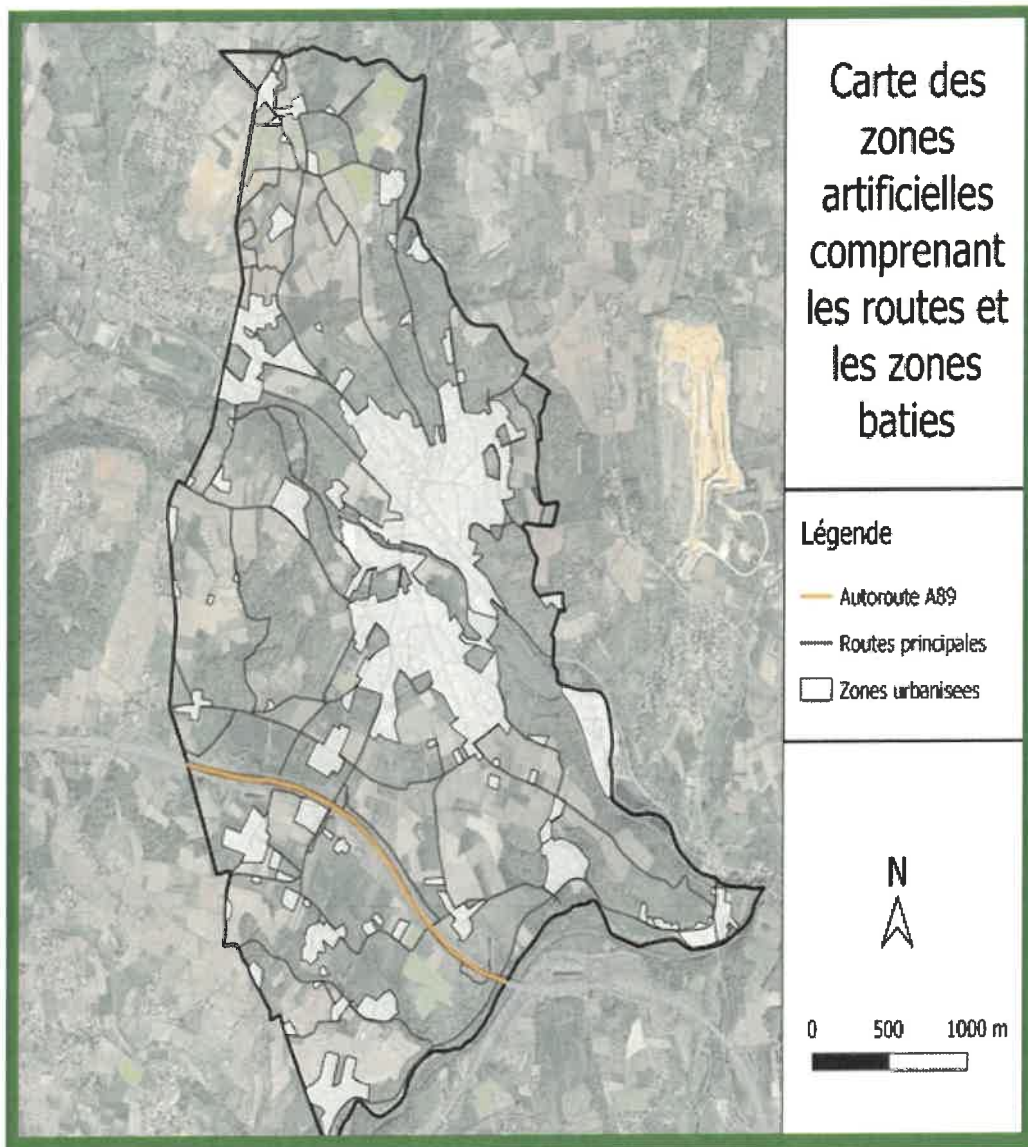 Carte des
zones
artificielles
comprenant
les routes et
les zones
baties
Légende
Autoroute A89
Routes principales
Zones urbanisees
N
0 500 1000 m